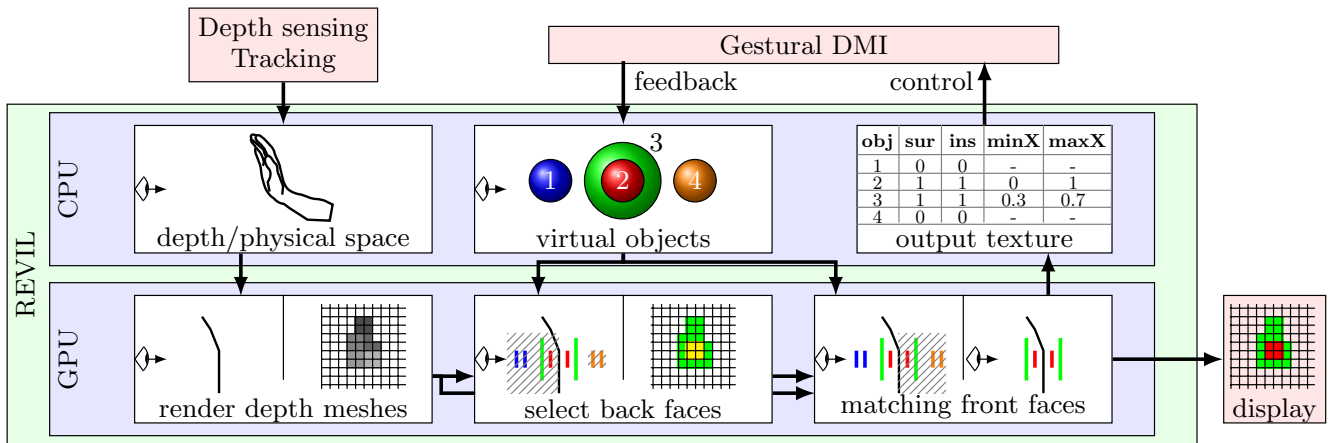 Depth sensing
Tracking
Gestural DMI
feedback
control
REVIL
CPU
depth/physical space
1
2
3
4
virtual objects
obj sur ins minX maxX
1 0 0 - -
2 1 1 0 1
3 1 1 0.3 0.7
4 0 0 - -
output texture
GPU
render depth meshes
select back faces
matching front faces
display